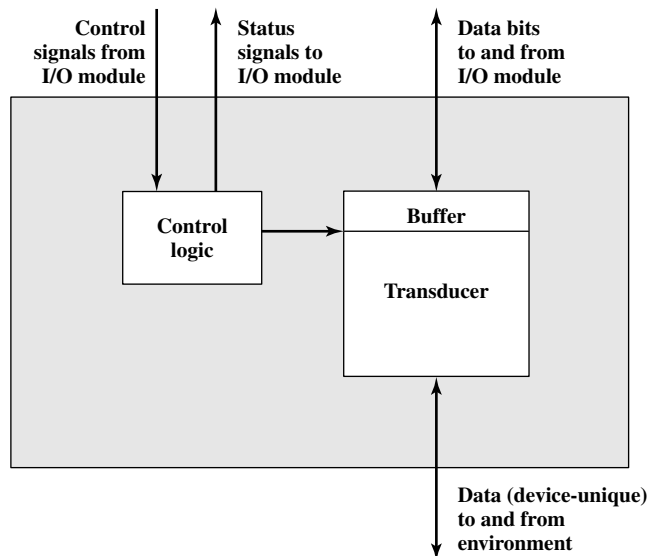 Control
signals from
I/O module
Status
signals to
I/O module
Data bits
to and from
I/O module
Control
logic
Buffer
Transducer
Data (device-unique)
to and from
environment